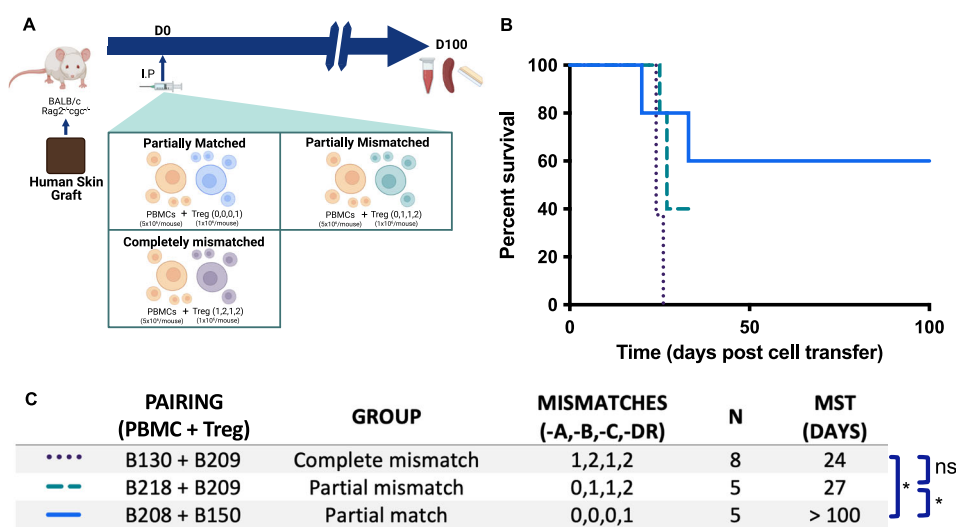 A
D0
D100
I.P
BALB/c
Rag2-/-cgc-/-
Human Skin
Graft
Partially Matched
PBMCs + Treg (0,0,0,1)
(5x10⁶/mouse) (1x10⁶/mouse)
Partially Mismatched
PBMCs + Treg (0,1,1,2)
(5x10⁶/mouse) (1x10⁶/mouse)
Completely mismatched
PBMCs + Treg (1,2,1,2)
(5x10⁶/mouse) (1x10⁶/mouse)
B
Percent survival
100
80
60
40
20
0
0 50 100
Time (days post cell transfer)
C
PAIRING
(PBMC + Treg)
GROUP
MISMATCHES
(-A,-B,-C,-DR)
N
MST
(DAYS)
B130 + B209 Complete mismatch 1,2,1,2 8 24
B218 + B209 Partial mismatch 0,1,1,2 5 27
B208 + B150 Partial match 0,0,0,1 5 > 100
*
ns
*